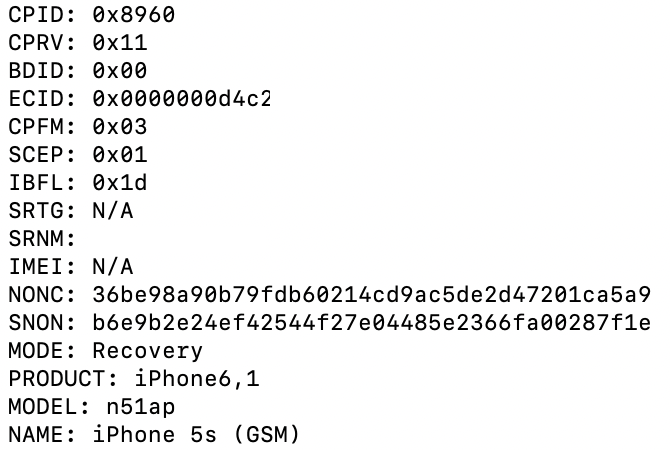 CPID: 0x8960
CPRV: 0x11
BDID: 0x00
ECID: 0x0000000d4c2
CPFM: 0x03
SCEP: 0x01
IBFL: 0x1d
SRTG: N/A
SRNM:
IMEI: N/A
NONC: 36be98a90b79fdb60214cd9ac5de2d47201ca5a9
SNON: b6e9b2e24ef42544f27e04485e2366fa00287f1e
MODE: Recovery
PRODUCT: iPhone6,1
MODEL: n51ap
NAME: iPhone 5s (GSM)